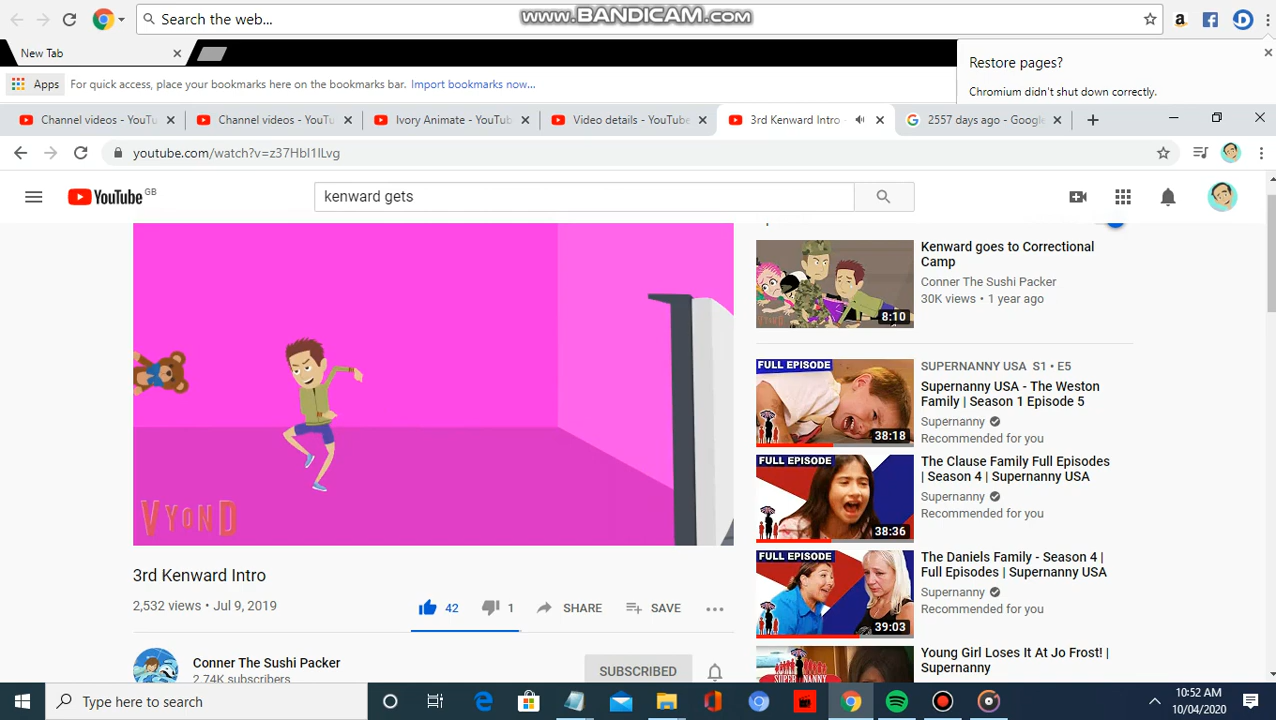 Search the web...
www.BANDICAM.com
New Tab
Restore pages?
Apps For quick access, place your bookmarks here on the bookmarks bar. Import bookmarks now...
Chromium didn't shut down correctly.
Channel videos - YouTu
Channel videos - YouTu
Ivory Animate - YouTub
Video details - YouTube
3rd Kenward Intro -
2557 days ago - Google
youtube.com/watch?v=z37HbI1ILvg
YouTube GB
kenward gets
Kenward goes to Correctional
Camp
Conner The Sushi Packer
30K views • 1 year ago
8:10
FULL EPISODE
SUPERNANNY USA S1 • E5
Supernanny USA - The Weston
Family | Season 1 Episode 5
Supernanny
Recommended for you
38:18
FULL EPISODE
The Clause Family Full Episodes
| Season 4 | Supernanny USA
Supernanny
Recommended for you
38:36
FULL EPISODE
The Daniels Family - Season 4 |
Full Episodes | Supernanny USA
Supernanny
Recommended for you
39:03
Young Girl Loses It At Jo Frost! |
Supernanny
VYOND
3rd Kenward Intro
2,532 views • Jul 9, 2019
42
1
SHARE
SAVE
Conner The Sushi Packer
2.74K subscribers
SUBSCRIBED
Type here to search
10:52 AM
10/04/2020